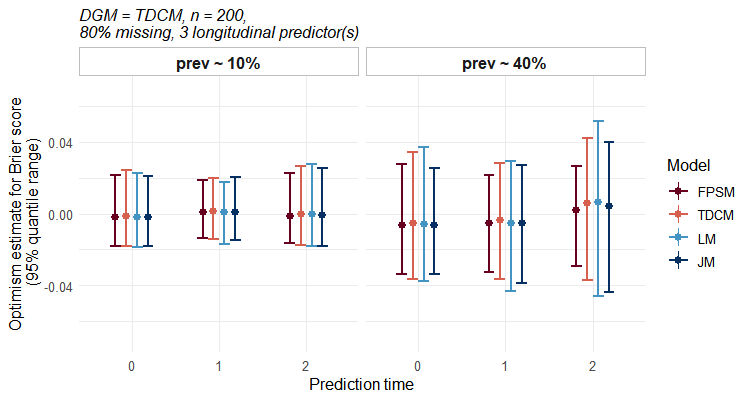 DGM = TDCM, n = 200,
80% missing, 3 longitudinal predictor(s)
prev ~ 10%
prev ~ 40%
Optimism estimate for Brier score
(95% quantile range)
0.04
0.00
-0.04
0
1
2
0
1
2
Prediction time
Model
FPSM
TDCM
LM
JM